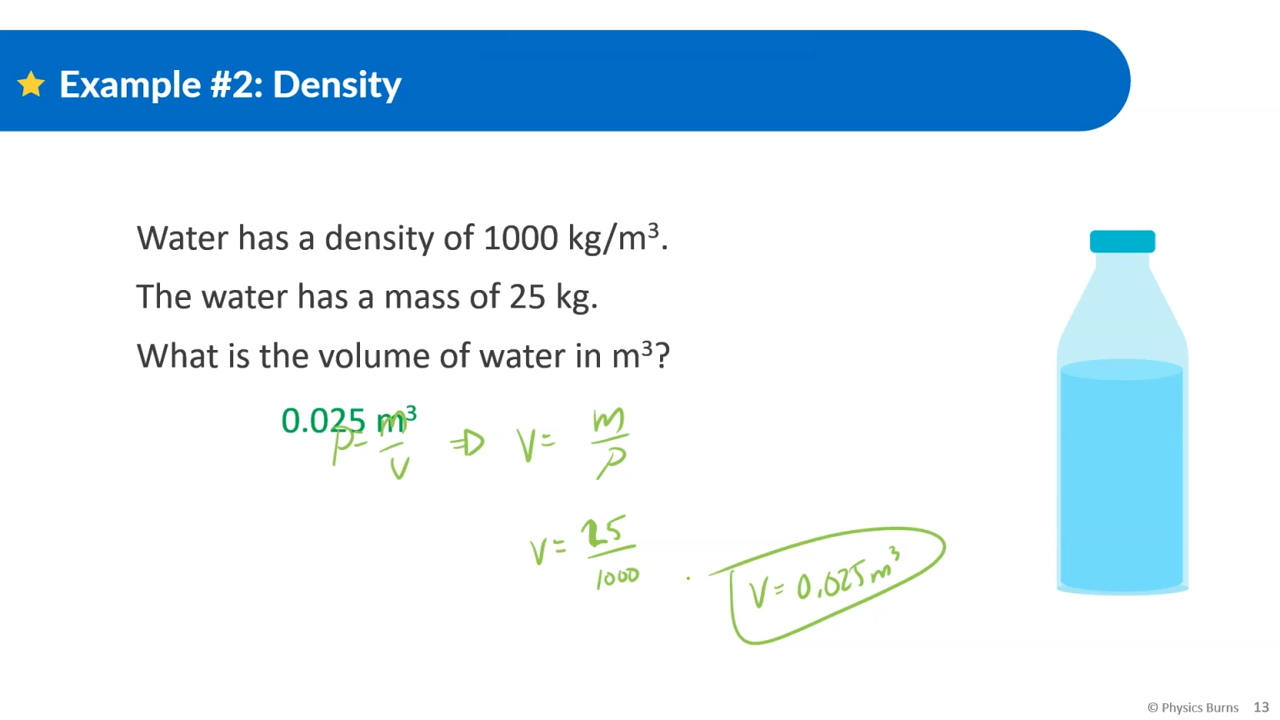 Example #2: Density
Water has a density of 1000 kg/m³.
The water has a mass of 25 kg.
What is the volume of water in m³?
0.025 m³
ρ = m/V ⇒ V = m/ρ
V = 25/1000
V = 0.025 m³
© Physics Burns 13